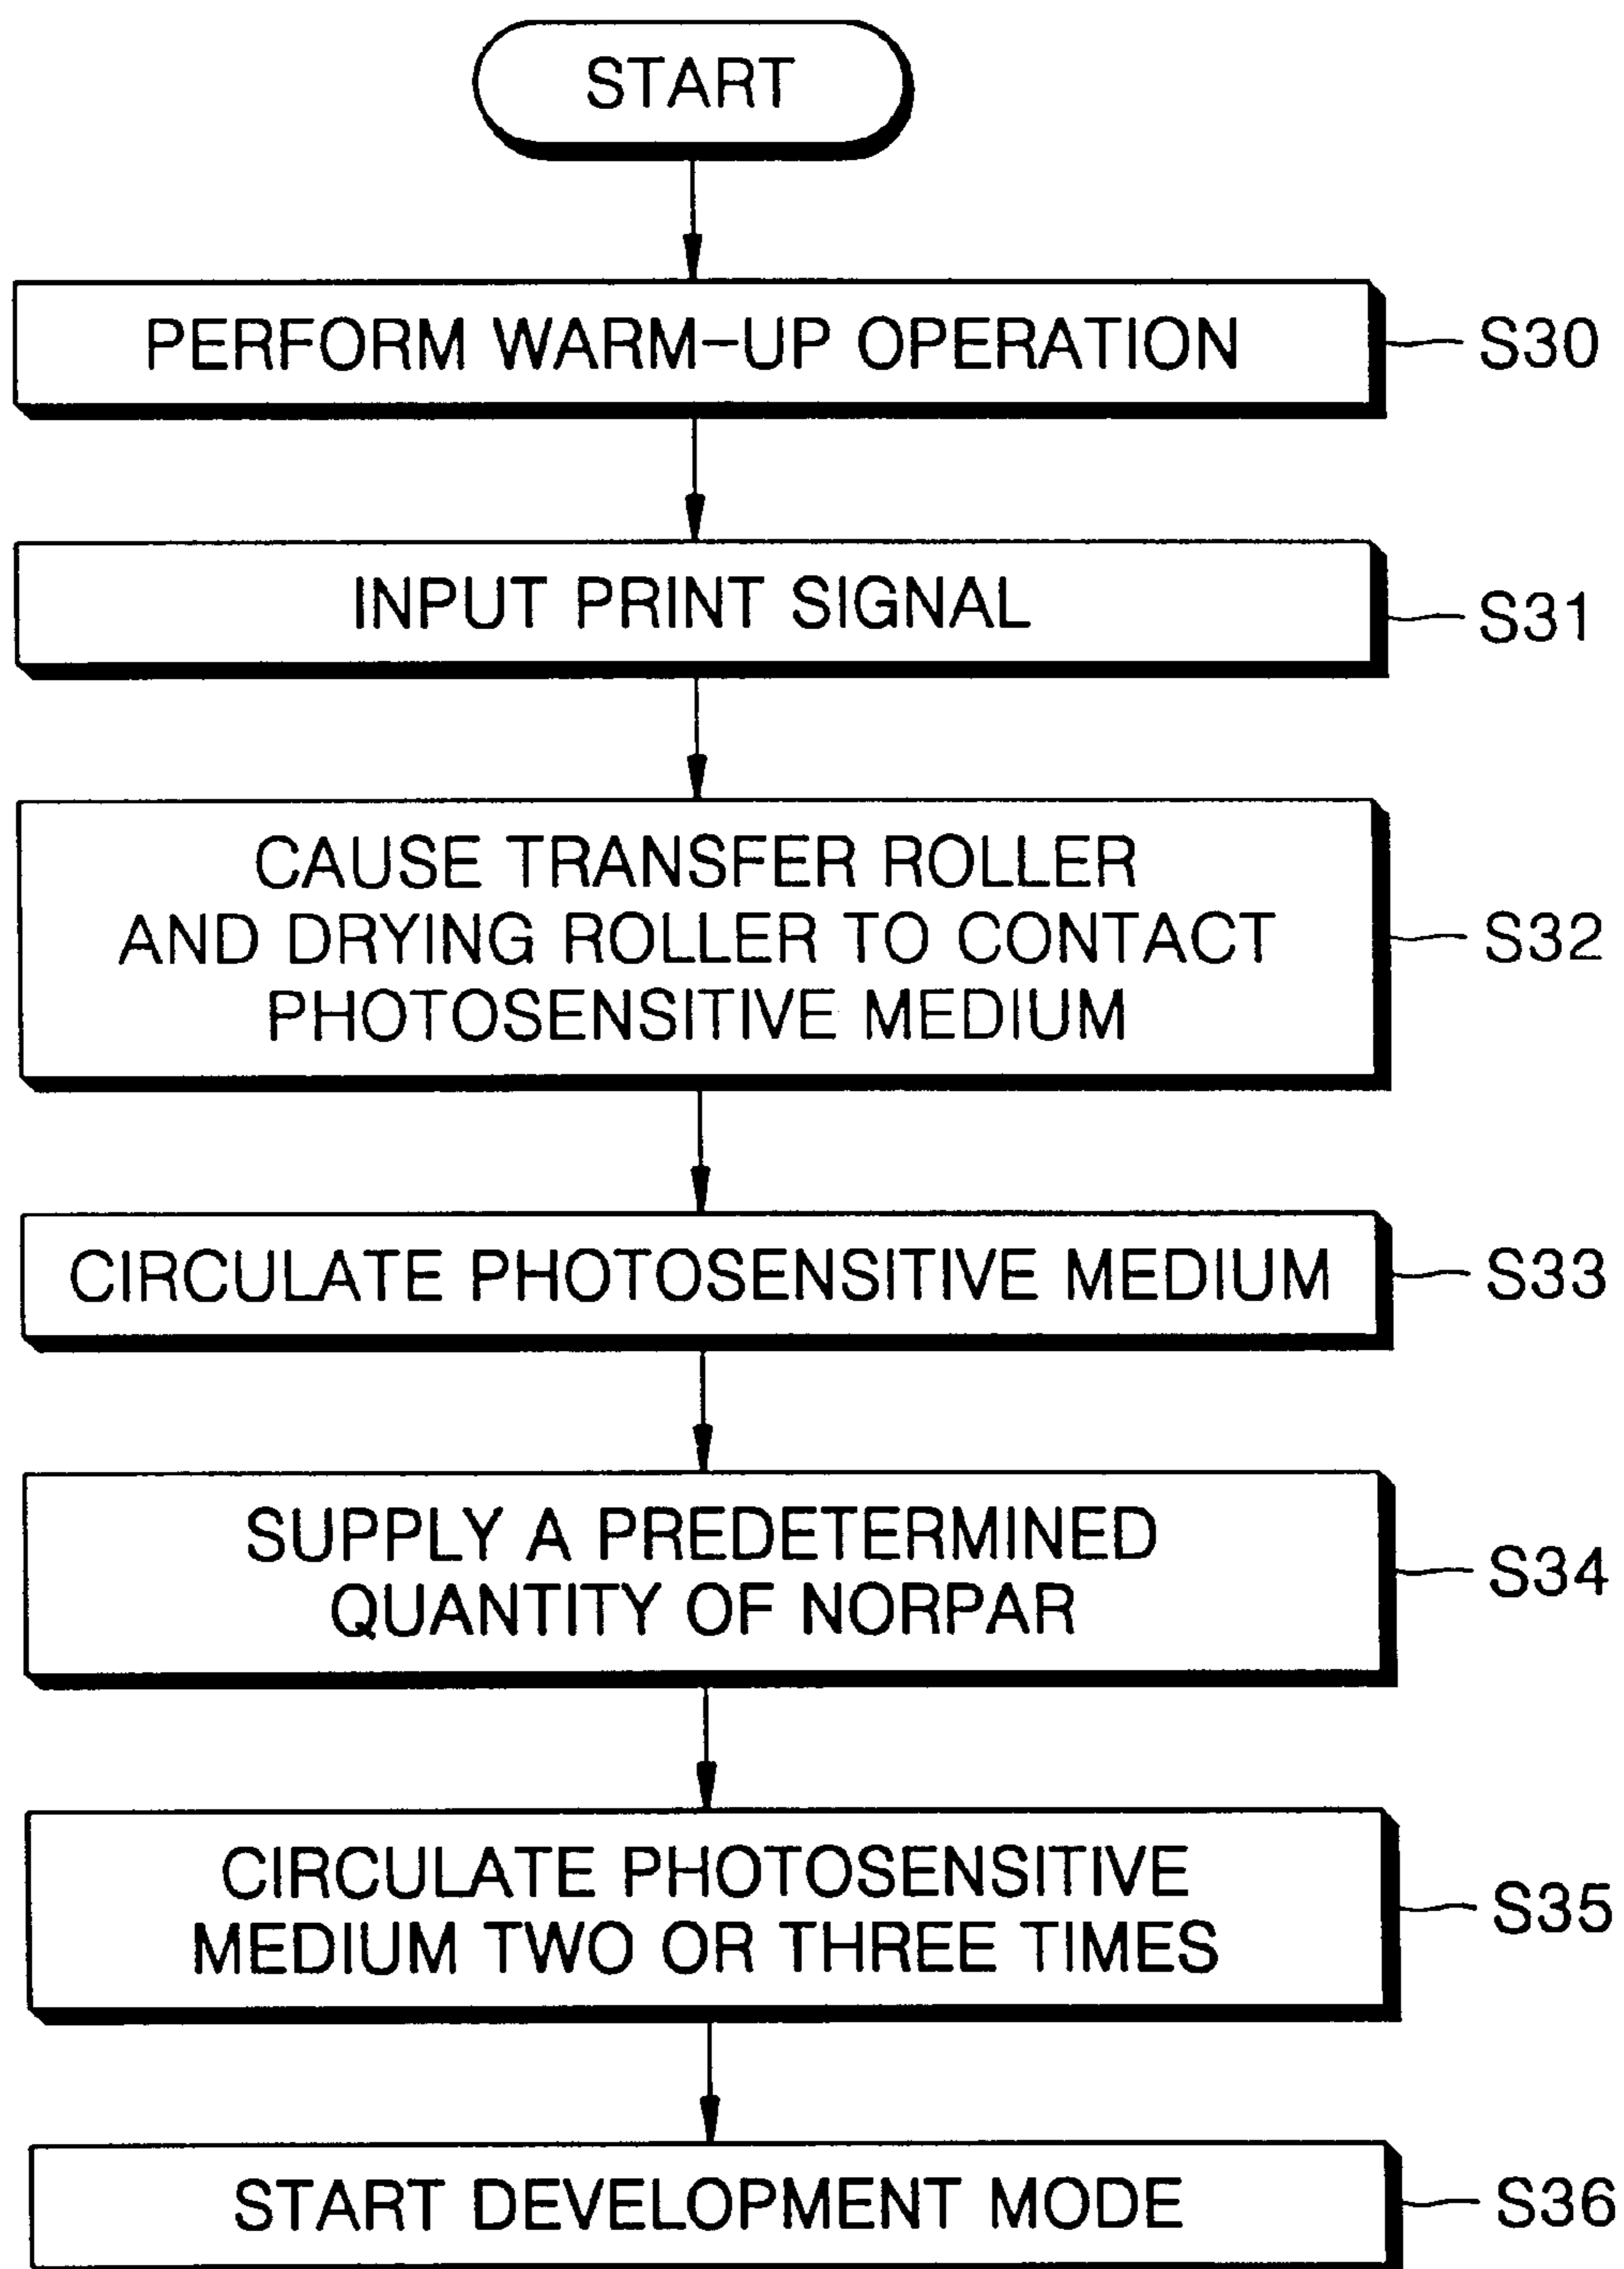 START
PERFORM WARM-UP OPERATION
S30
INPUT PRINT SIGNAL
S31
CAUSE TRANSFER ROLLER
AND DRYING ROLLER TO CONTACT
PHOTOSENSITIVE MEDIUM
S32
CIRCULATE PHOTOSENSITIVE MEDIUM
S33
SUPPLY A PREDETERMINED
QUANTITY OF NORPAR
S34
CIRCULATE PHOTOSENSITIVE
MEDIUM TWO OR THREE TIMES
S35
START DEVELOPMENT MODE
S36